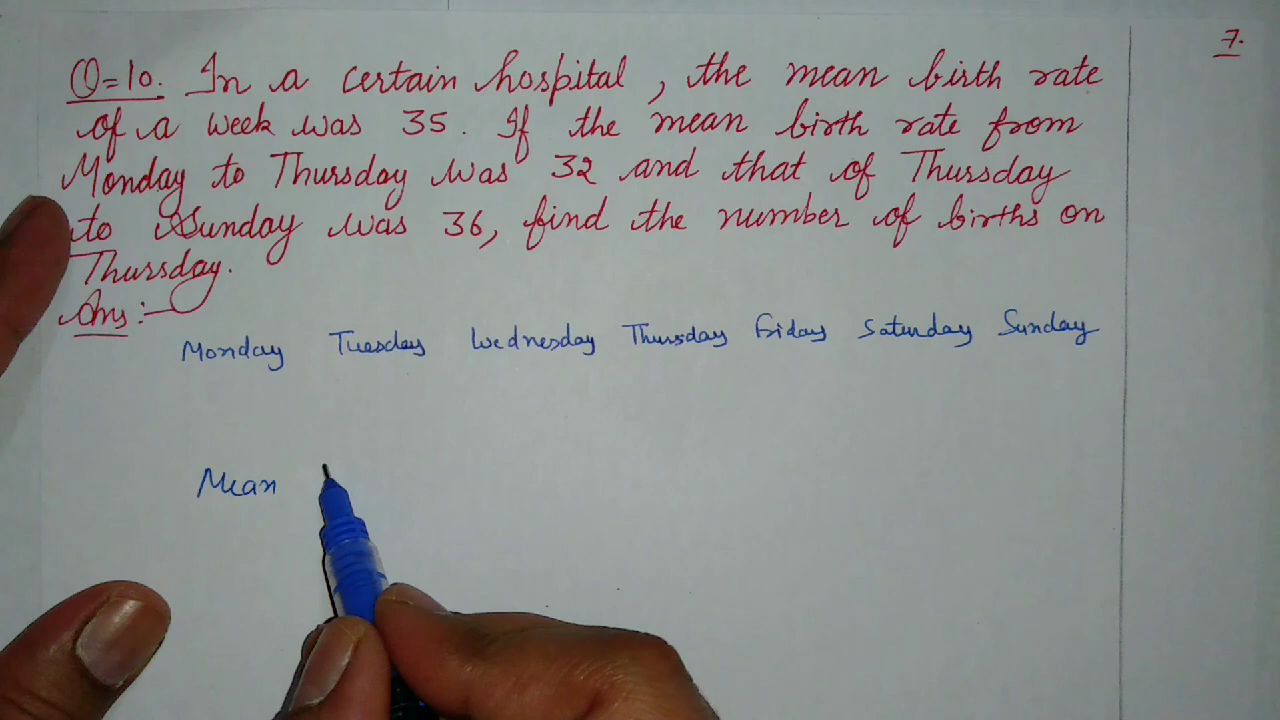 7.
Q=10. In a certain hospital, the mean birth rate
of a week was 35. If the mean birth rate from
Monday to Thursday was 32 and that of Thursday
to Sunday was 36, find the number of births on
Thursday.
Ans:-
Monday Tuesday Wednesday Thursday Friday Saturday Sunday
Mean